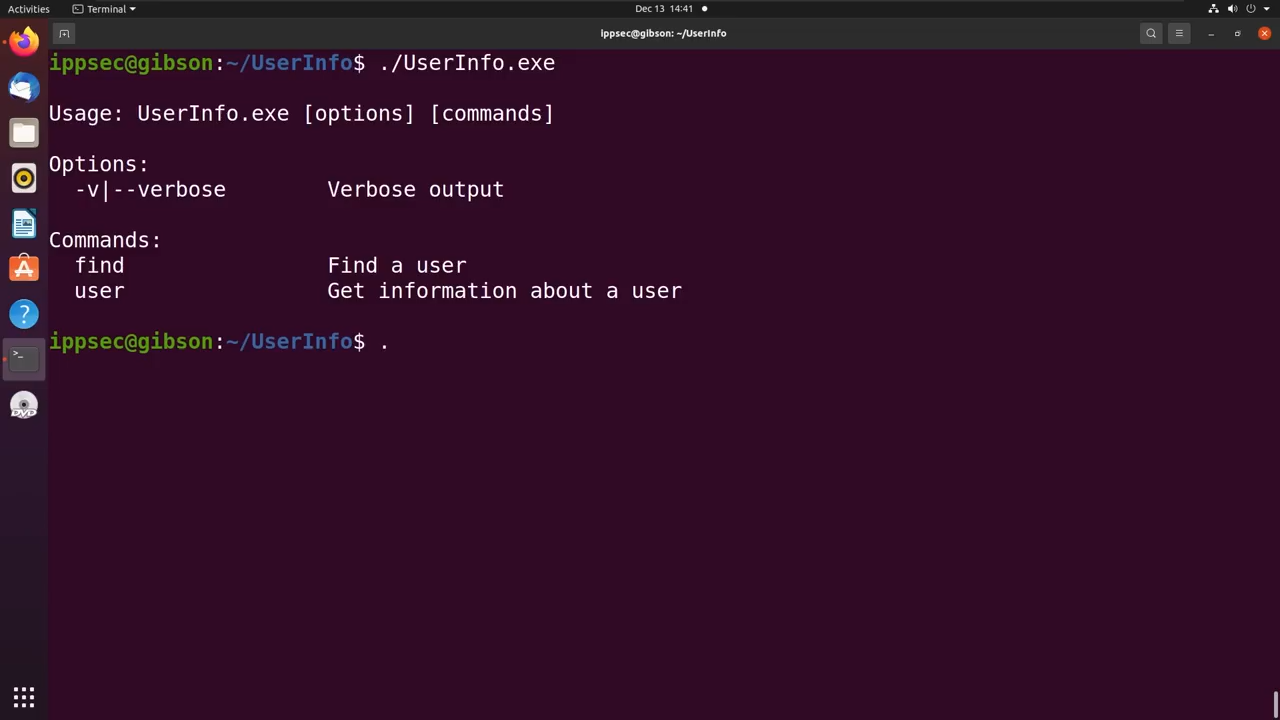 Activities
Terminal
Dec 13 14:41
ippsec@gibson: ~/UserInfo
ippsec@gibson:~/UserInfo$ ./UserInfo.exe
Usage: UserInfo.exe [options] [commands]
Options:
-v|--verbose Verbose output
Commands:
find Find a user
user Get information about a user
ippsec@gibson:~/UserInfo$ .
DVD